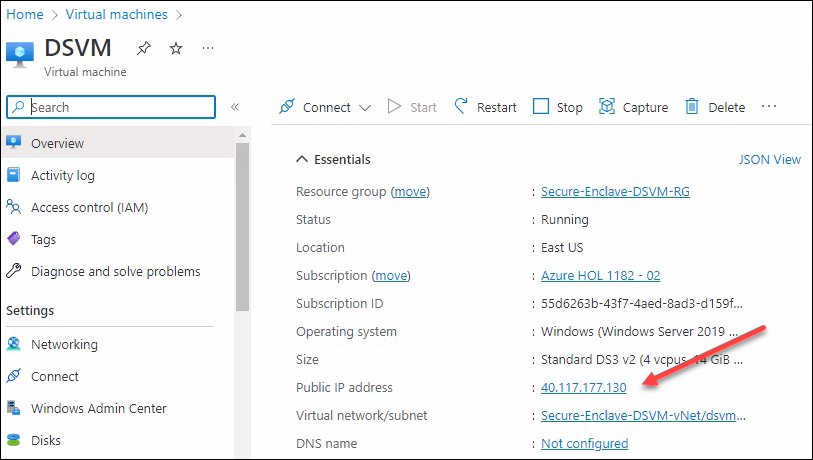 Home > Virtual machines >
DSVM
Virtual machine
Search
«
Connect
Start
Restart
Stop
Capture
Delete
...
Overview
Activity log
Access control (IAM)
Tags
Diagnose and solve problems
Settings
Networking
Connect
Windows Admin Center
Disks
Essentials
JSON View
Resource group (move) : Secure-Enclave-DSVM-RG
Status : Running
Location : East US
Subscription (move) : Azure HOL 1182 - 02
Subscription ID : 55d6263b-43f7-4aed-8ad3-d159f...
Operating system : Windows (Windows Server 2019 ...
Size : Standard DS3 v2 (4 vcpus, 14 GiB ...
Public IP address : 40.117.177.130
Virtual network/subnet : Secure-Enclave-DSVM-vNet/dsvm...
DNS name : Not configured